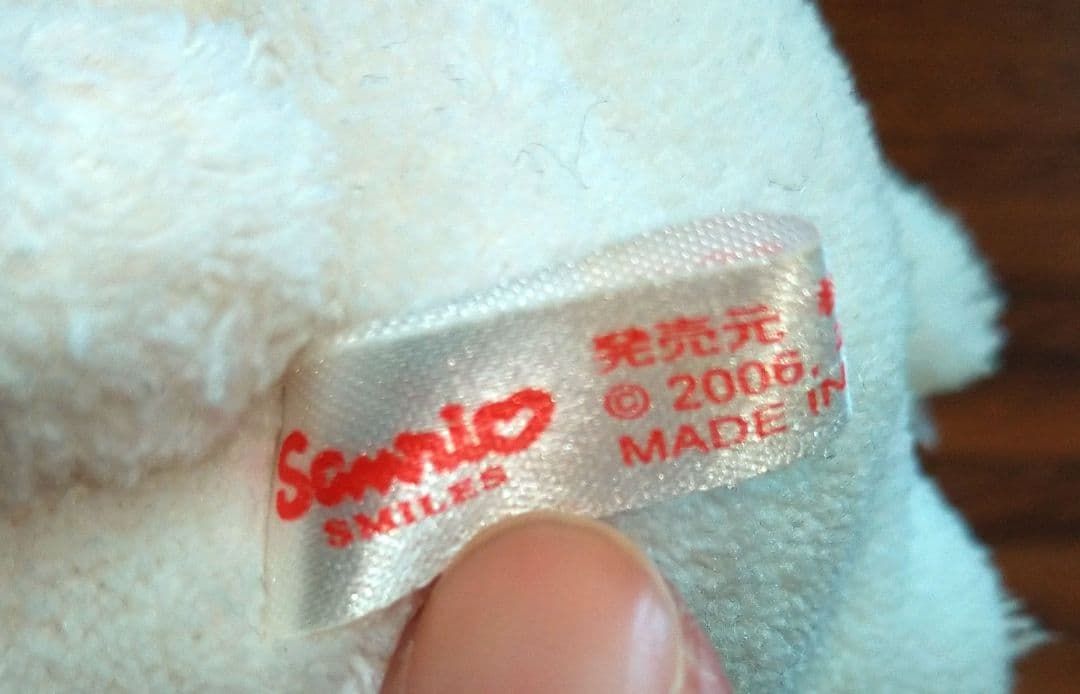 Sanrio
SMILES
発売元
© 2006,
MADE IN